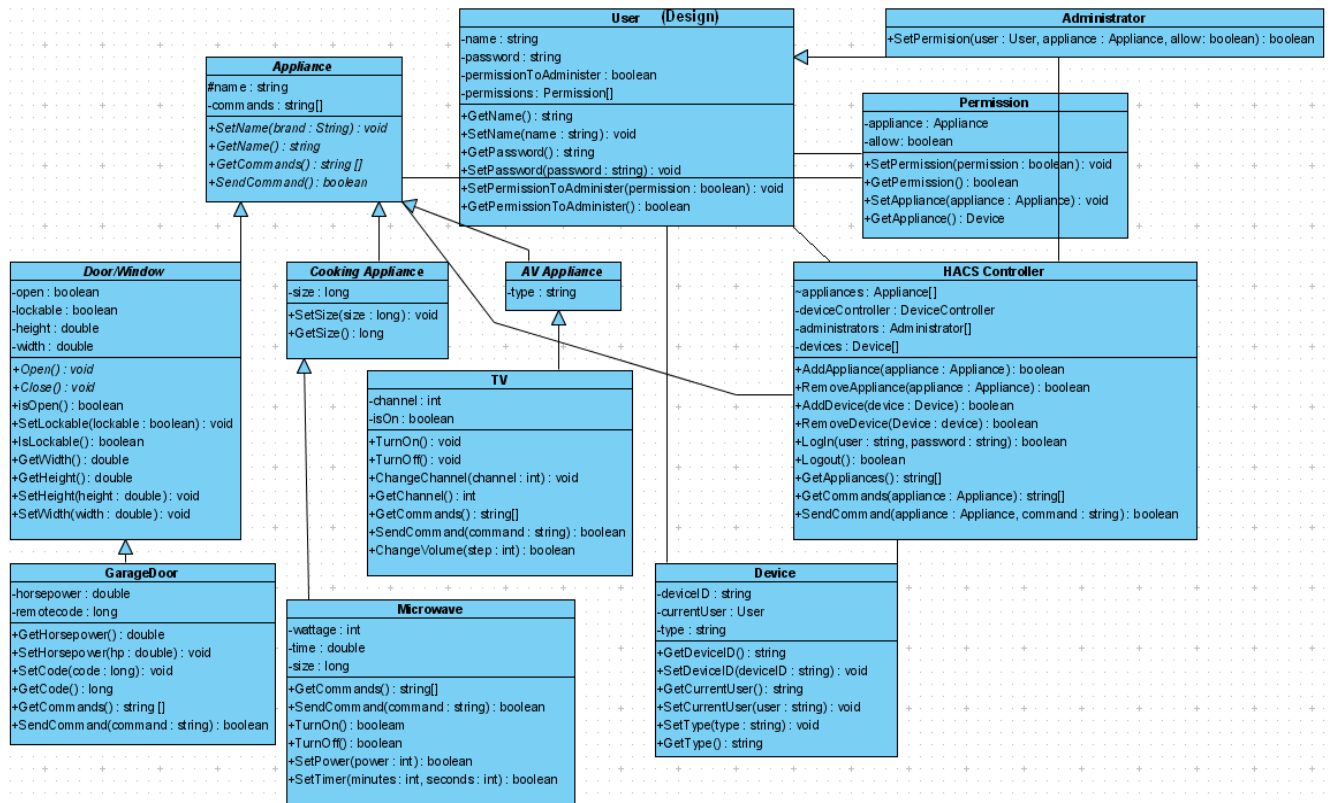 User (Design)
-name : string
-password : string
-permissionToAdminister : boolean
-permissions : Permission[]
+GetName() : string
+SetName(name : string) : void
+GetPassword() : string
+SetPassword(password : string) : void
+SetPermissionToAdminister(permission : boolean) : void
+GetPermissionToAdminister() : boolean
Administrator
+SetPermision(user : User, appliance : Appliance, allow: boolean) : boolean
Appliance
#name : string
-commands : string[]
+SetName(brand : String) : void
+GetName() : string
+GetCommands() : string []
+SendCommand() : boolean
Permission
-appliance : Appliance
-allow: boolean
+SetPermission(permission : boolean) : void
+GetPermission() : boolean
+SetAppliance(appliance : Appliance) : void
+GetAppliance() : Device
Door/Window
-open : boolean
-lockable : boolean
-height : double
-width : double
+Open() : void
+Close() : void
+isOpen() : boolean
+SetLockable(lockable : boolean) : void
+IsLockable() : boolean
+GetWidth() : double
+GetHeight() : double
+SetHeight(height : double) : void
+SetWidth(width : double) : void
Cooking Appliance
-size : long
+SetSize(size : long) : void
+GetSize() : long
AV Appliance
-type : string
HACS Controller
~appliances : Appliance[]
-deviceController : DeviceController
-administrators : Administrator[]
-devices : Device[]
+AddAppliance(appliance : Appliance) : boolean
+RemoveAppliance(appliance : Appliance) : boolean
+AddDevice(device : Device) : boolean
+RemoveDevice(Device : device) : boolean
+LogIn(user : string, password : string) : boolean
+Logout() : boolean
+GetAppliances() : string[]
+GetCommands(appliance : Appliance) : string[]
+SendCommand(appliance : Appliance, command : string) : boolean
TV
-channel : int
-isOn : boolean
+TurnOn() : void
+TurnOff() : void
+ChangeChannel(channel : int) : void
+GetChannel() : int
+GetCommands() : string[]
+SendCommand(command : string) : boolean
+ChangeVolume(step : int) : boolean
GarageDoor
-horsepower : double
-remotecode : long
+GetHorsepower() : double
+SetHorsepower(hp : double) : void
+SetCode(code : long) : void
+GetCode() : long
+GetCommands() : string []
+SendCommand(command : string) : boolean
Microwave
-wattage : int
-time : double
-size : long
+GetCommands() : string[]
+SendCommand(command : string) : boolean
+TurnOn() : booleam
+TurnOff() : boolean
+SetPower(power : int) : boolean
+SetTimer(minutes : int, seconds : int) : boolean
Device
-deviceID : string
-currentUser : User
-type : string
+GetDeviceID() : string
+SetDeviceID(deviceID : string) : void
+GetCurrentUser() : string
+SetCurrentUser(user : string) : void
+SetType(type : string) : void
+GetType() : string